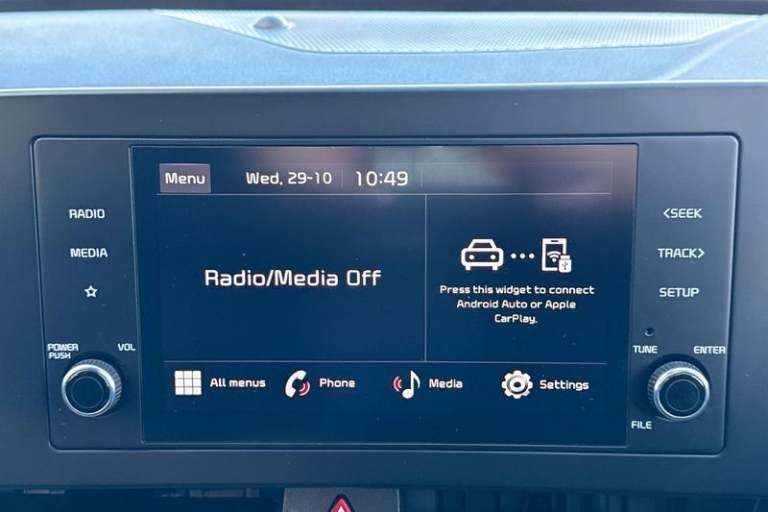 Menu
Wed, 29-10
10:49
RADIO
MEDIA
☆
POWER
PUSH
VOL
Radio/Media Off
Press this widget to connect
Android Auto or Apple
CarPlay.
All menus
Phone
Media
Settings
<SEEK
TRACK>
SETUP
TUNE
ENTER
FILE